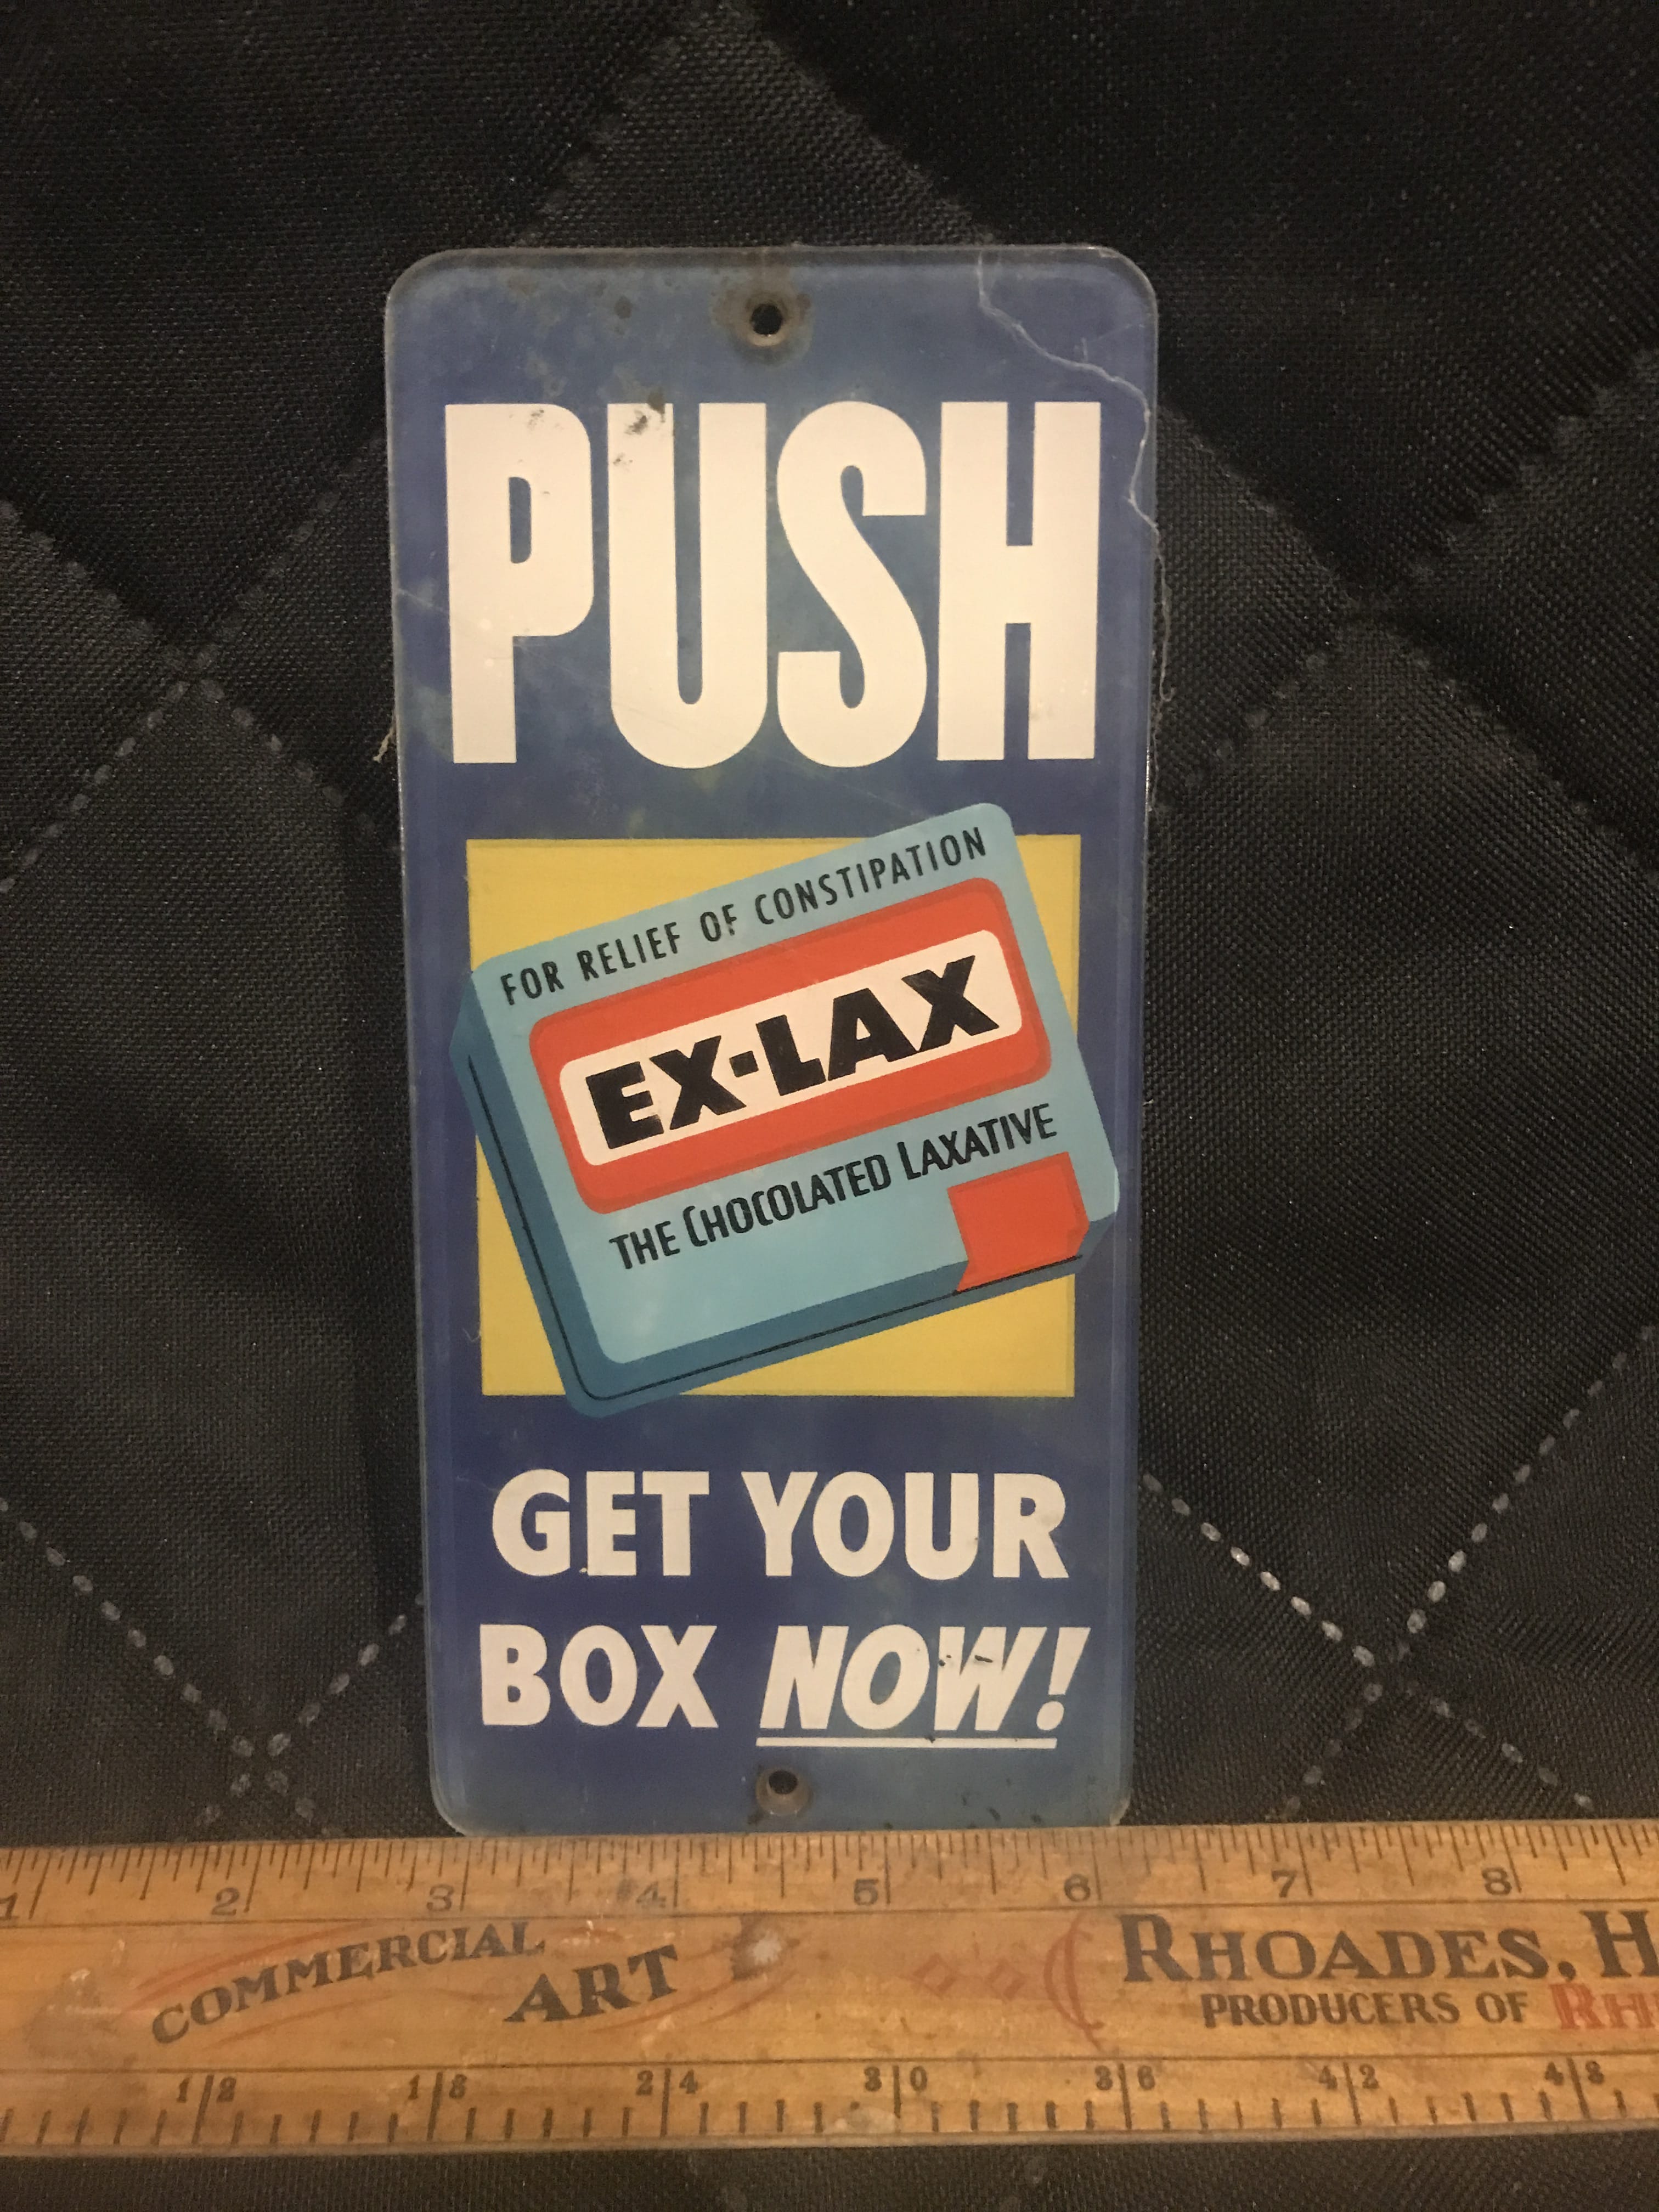 PUSH
FOR RELIEF OF CONSTIPATION
EX-LAX
THE CHOCOLATED LAXATIVE
GET YOUR
BOX NOW!
1 2 3 4 5 6 7 8
COMMERCIAL
ART
RHOADES, H
PRODUCERS OF RH
12 18 24 30 36 42 48